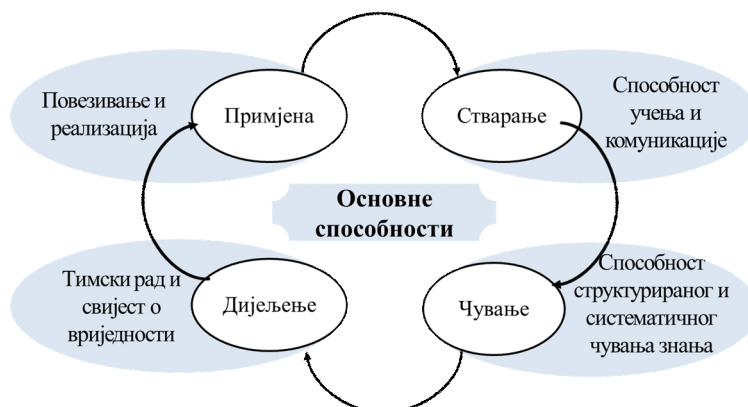 Повезивање и
реализација
Примјена
Стварање
Способност
учења и
комуникације
Основне
способности
Тимски рад и
свијест о
вриједности
Дијељење
Чување
Способност
структурираног и
систематичног
чувања знања